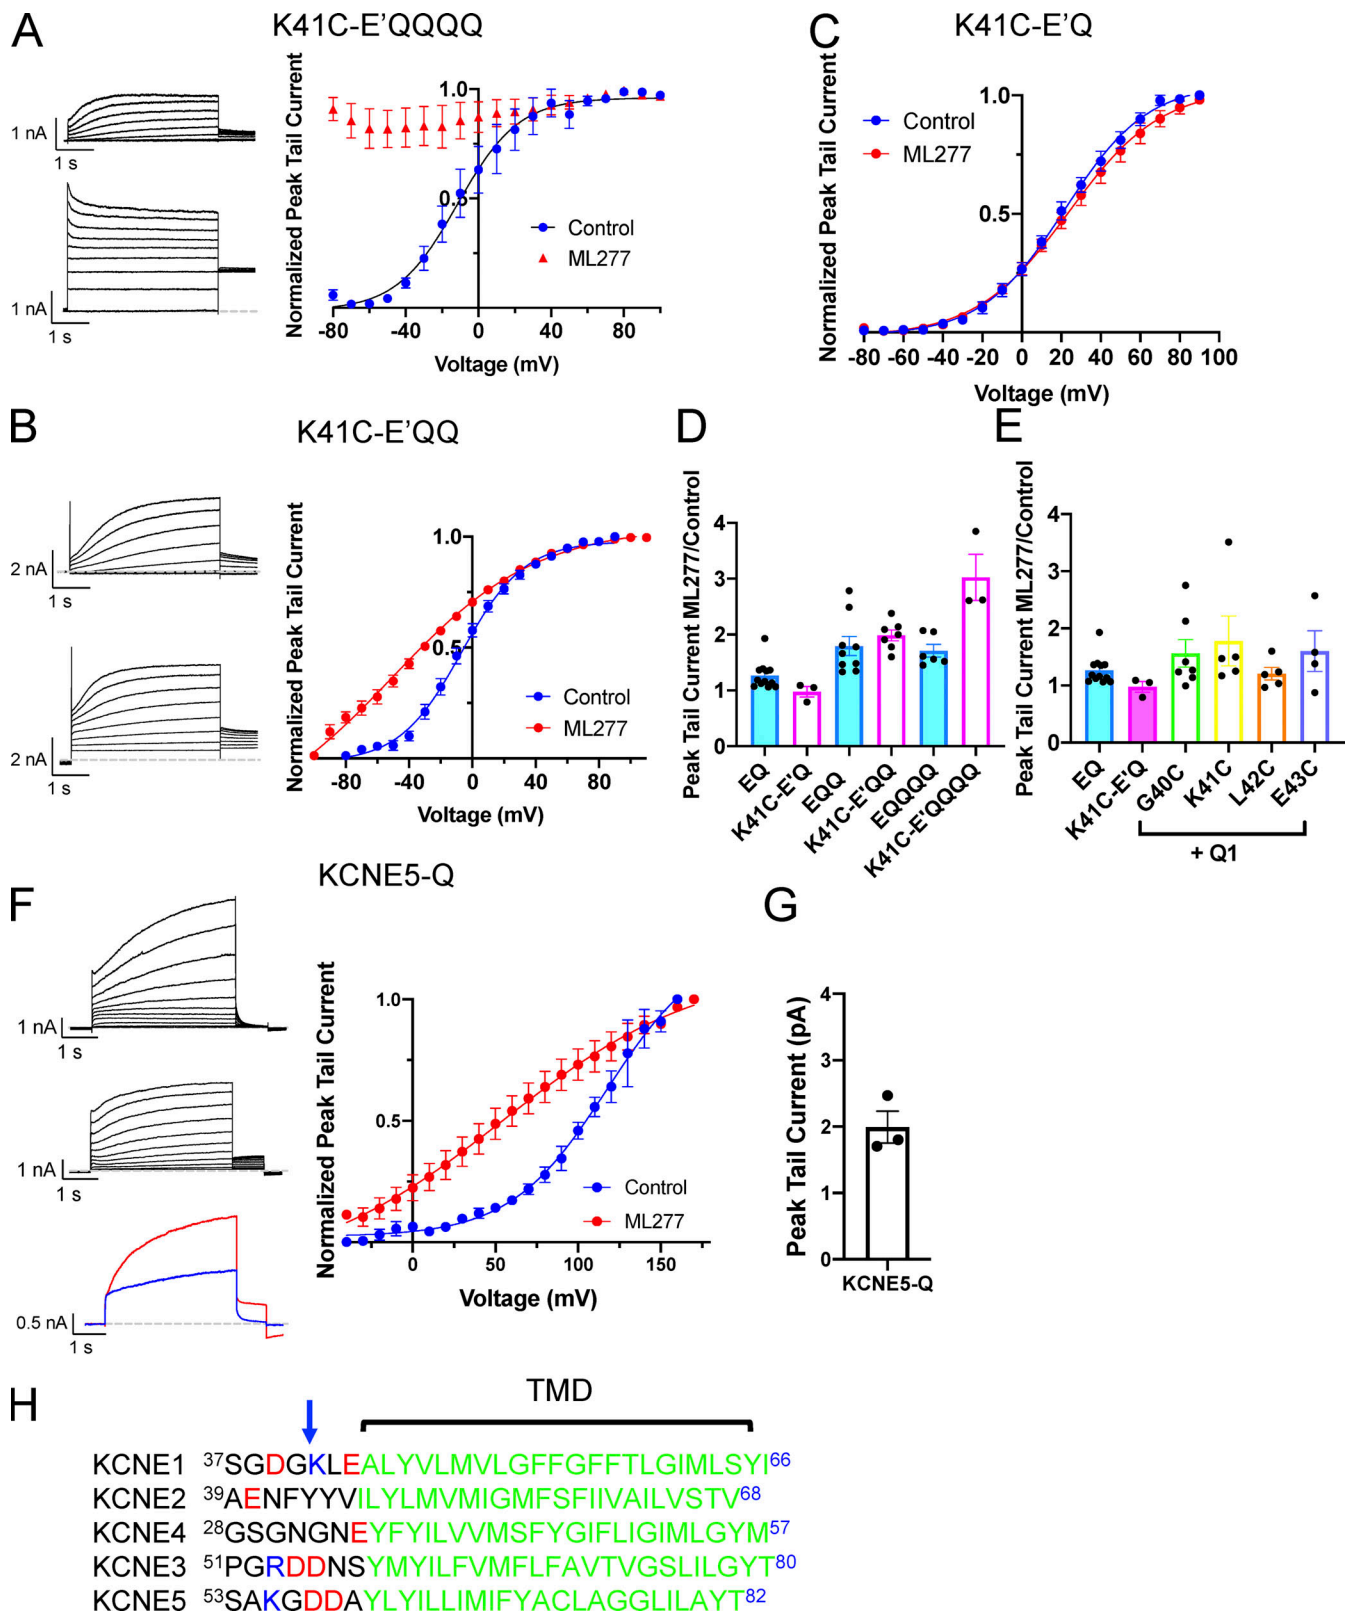 A
K41C-E'QQQQ
1 nA
1 s
1 nA
1 s
Normalized Peak Tail Current
1.0
0.5
Control
ML277
-80 -40 0 40 80
Voltage (mV)
C
K41C-E'Q
Normalized Peak Tail Current
1.0
0.5
Control
ML277
-80 -60 -40 -20 0 20 40 60 80 100
Voltage (mV)
B
K41C-E'QQ
2 nA
1 s
2 nA
1 s
Normalized Peak Tail Current
1.0
0.5
Control
ML277
-80 -40 0 40 80
Voltage (mV)
D
Peak Tail Current ML277/Control
4
3
2
1
0
EQ
K41C-E'Q
EQQ
K41C-E'QQ
EQQQQ
K41C-E'QQQQ
E
Peak Tail Current ML277/Control
4
3
2
1
0
EQ
K41C-E'Q
G40C
K41C
L42C
E43C
+ Q1
F
KCNE5-Q
1 nA
1 s
1 nA
1 s
0.5 nA
1 s
Normalized Peak Tail Current
1.0
0.5
Control
ML277
0 50 100 150
Voltage (mV)
G
Peak Tail Current (pA)
4
3
2
1
0
KCNE5-Q
H
TMD
KCNE1 37SGDGKLEALYVLMVLGFFGFFTLGIMLSYI66
KCNE2 39AENFYYVILYLMVMIGMFSFIIVAILVSTV68
KCNE4 28GSGNGNEYFYILVVMSFYGIFLIGIMLGYM57
KCNE3 51PGRDDNSYMYILFVMFLFAVTVGSLILGYT80
KCNE5 53SAKGDDAYLYILLIMIFYACLAGGLILAYT82